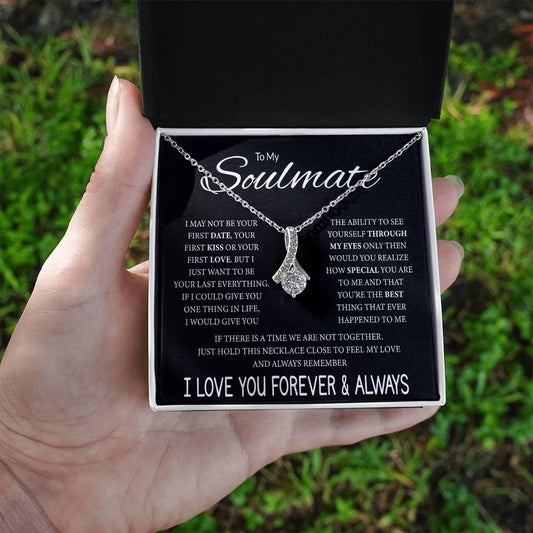 To My
Soulmate
I MAY NOT BE YOUR
FIRST DATE, YOUR
FIRST KISS OR YOUR
FIRST LOVE. BUT I
JUST WANT TO BE
YOUR LAST EVERYTHING.
IF I COULD GIVE YOU
ONE THING IN LIFE,
I WOULD GIVE YOU
THE ABILITY TO SEE
YOURSELF THROUGH
MY EYES ONLY THEN
WOULD YOU REALIZE
HOW SPECIAL YOU ARE
TO ME AND THAT
YOU'RE THE BEST
THING THAT EVER
HAPPENED TO ME
IF THERE IS A TIME WE ARE NOT TOGETHER.
JUST HOLD THIS NECKLACE CLOSE TO FEEL MY LOVE
AND ALWAYS REMEMBER
I LOVE YOU FOREVER & ALWAYS